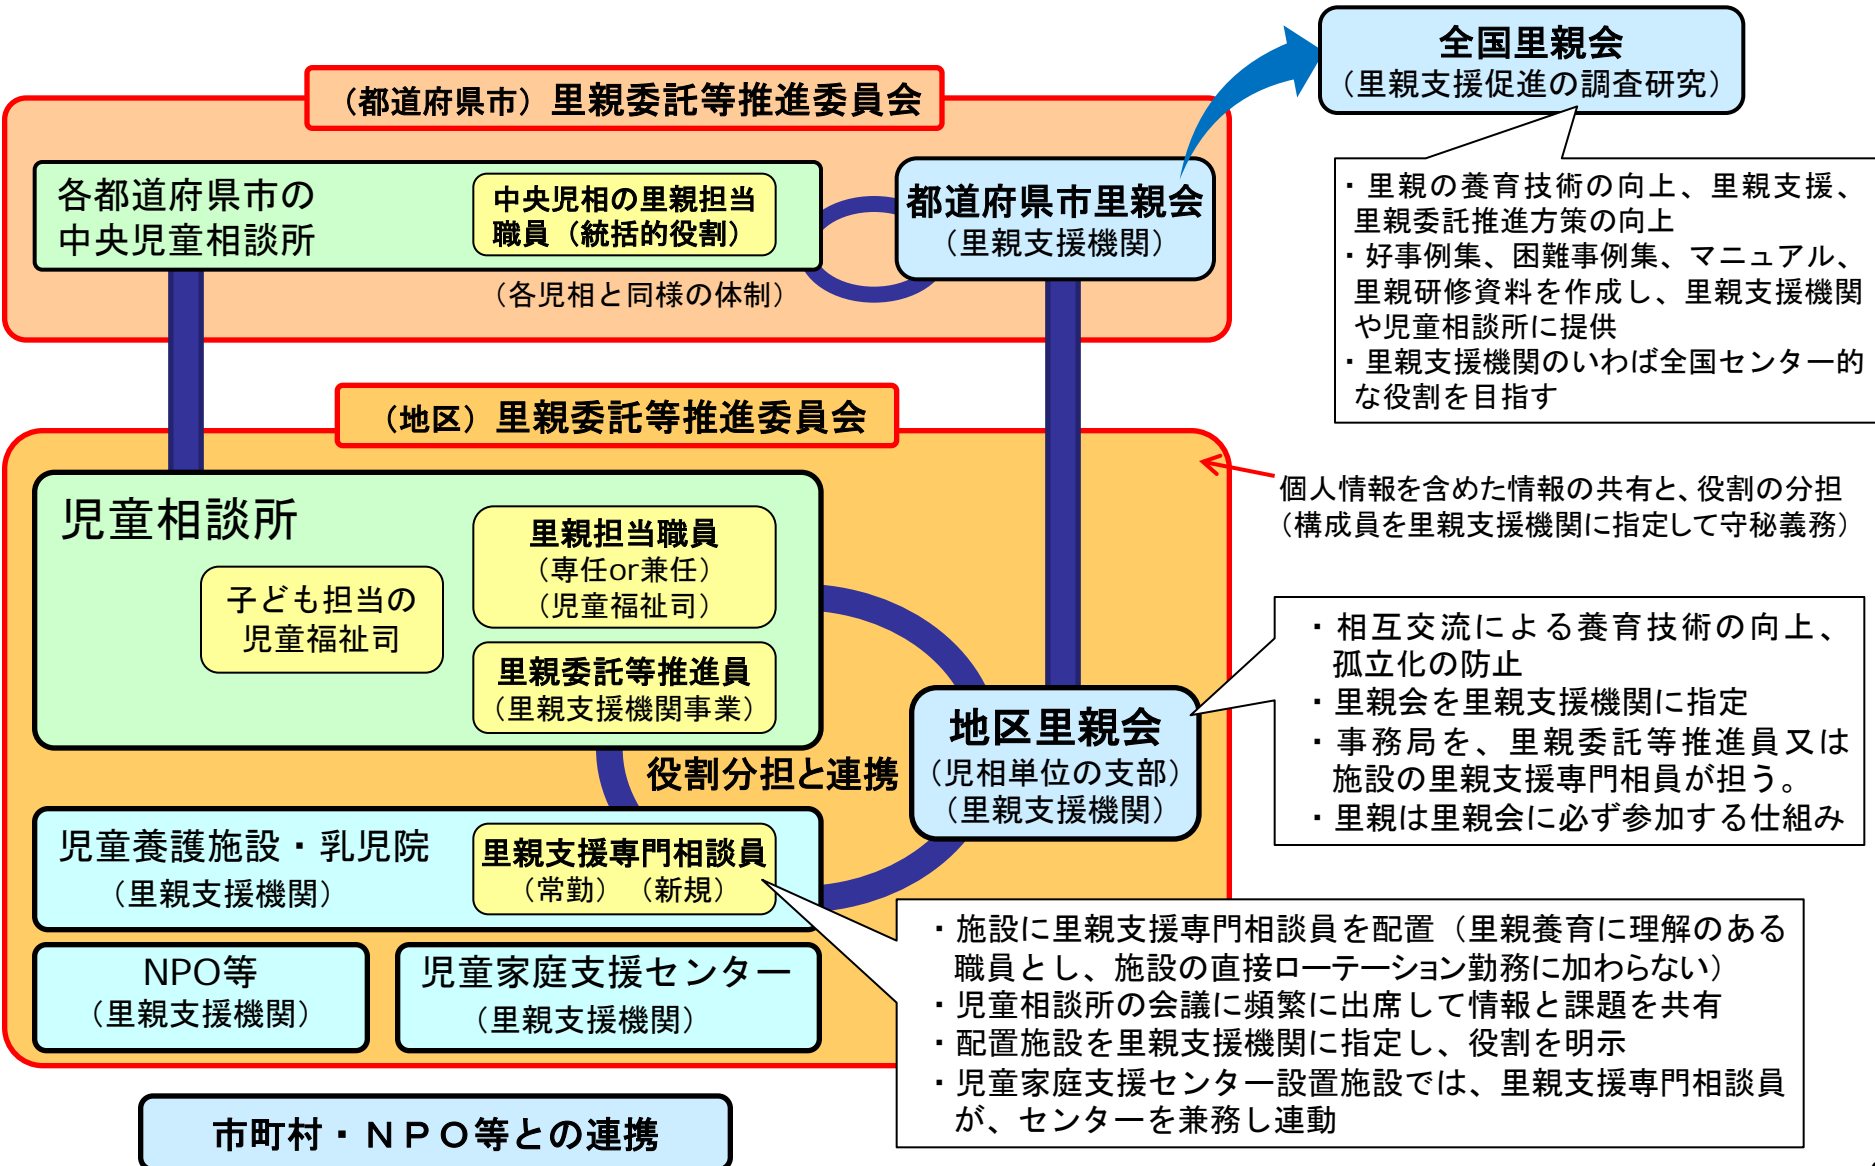 全国里親会
（里親支援促進の調査研究）
（都道府県市）里親委託等推進委員会
各都道府県市の
中央児童相談所
中央児相の里親担当
職員（統括的役割）
（各児相と同様の体制）
都道府県市里親会
（里親支援機関）
・里親の養育技術の向上、里親支援、
里親委託推進方策の向上
・好事例集、困難事例集、マニュアル、
里親研修資料を作成し、里親支援機関
や児童相談所に提供
・里親支援機関のいわば全国センター的
な役割を目指す
（地区）里親委託等推進委員会
個人情報を含めた情報の共有と、役割の分担
（構成員を里親支援機関に指定して守秘義務）
児童相談所
子ども担当の
児童福祉司
里親担当職員
（専任or兼任）
（児童福祉司）
里親委託等推進員
（里親支援機関事業）
役割分担と連携
地区里親会
（児相単位の支部）
（里親支援機関）
・相互交流による養育技術の向上、
孤立化の防止
・里親会を里親支援機関に指定
・事務局を、里親委託等推進員又は
施設の里親支援専門相員が担う。
・里親は里親会に必ず参加する仕組み
児童養護施設・乳児院
（里親支援機関）
里親支援専門相談員
（常勤）（新規）
NPO等
（里親支援機関）
児童家庭支援センター
（里親支援機関）
・施設に里親支援専門相談員を配置（里親養育に理解のある
職員とし、施設の直接ローテーション勤務に加わらない）
・児童相談所の会議に頻繁に出席して情報と課題を共有
・配置施設を里親支援機関に指定し、役割を明示
・児童家庭支援センター設置施設では、里親支援専門相談員
が、センターを兼務し連動
市町村・ＮＰＯ等との連携